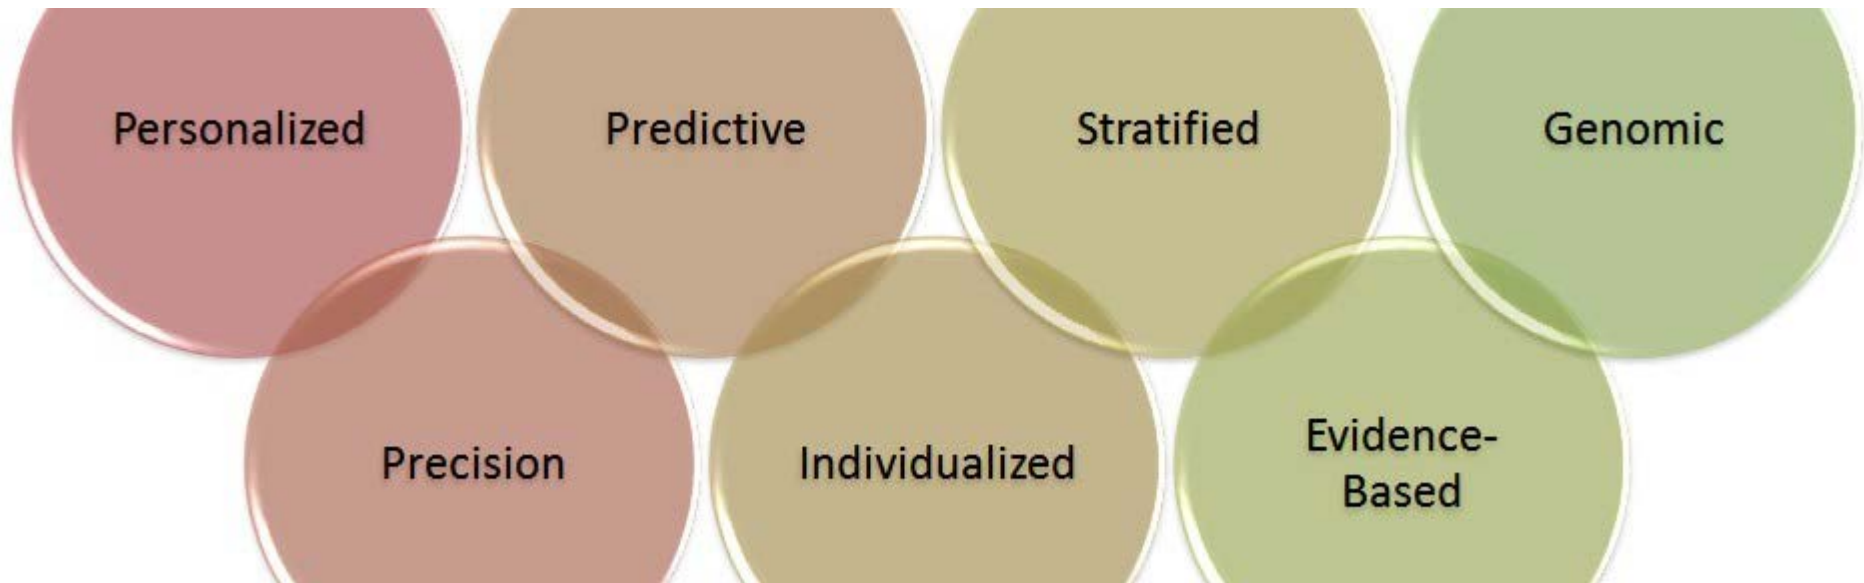 Personalized
Predictive
Stratified
Genomic
Precision
Individualized
Evidence-
Based